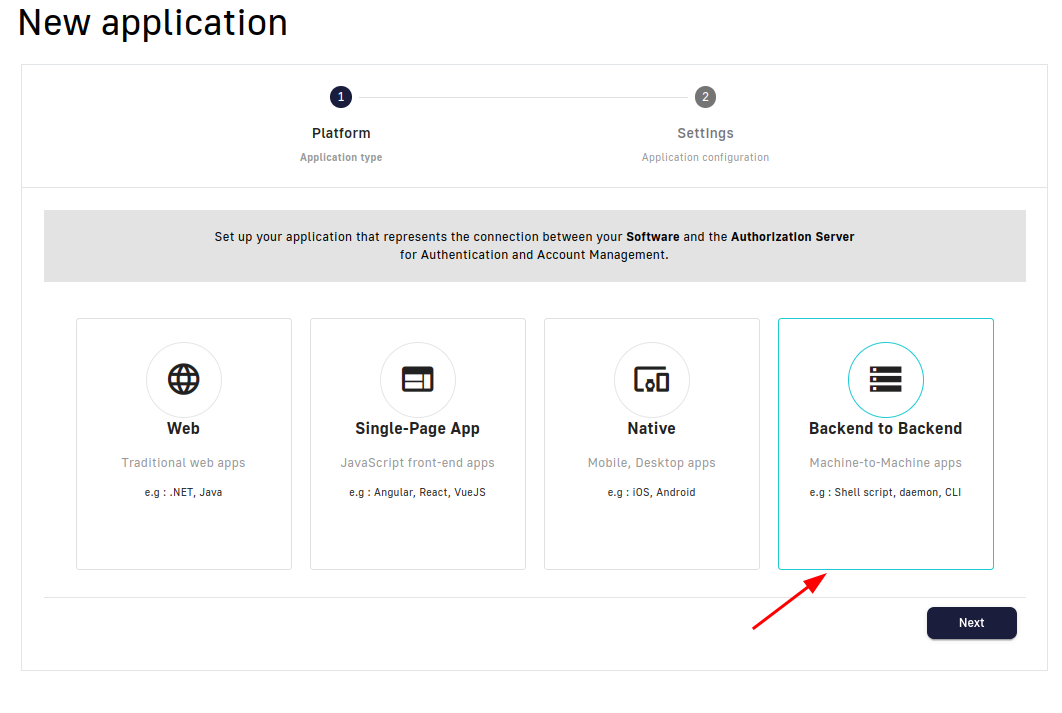 New application
1
2
Platform
Settings
Application type
Application configuration
Set up your application that represents the connection between your Software and the Authorization Server
for Authentication and Account Management.
Web
Traditional web apps
e.g : .NET, Java
Single-Page App
JavaScript front-end apps
e.g : Angular, React, VueJS
Native
Mobile, Desktop apps
e.g : iOS, Android
Backend to Backend
Machine-to-Machine apps
e.g : Shell script, daemon, CLI
Next